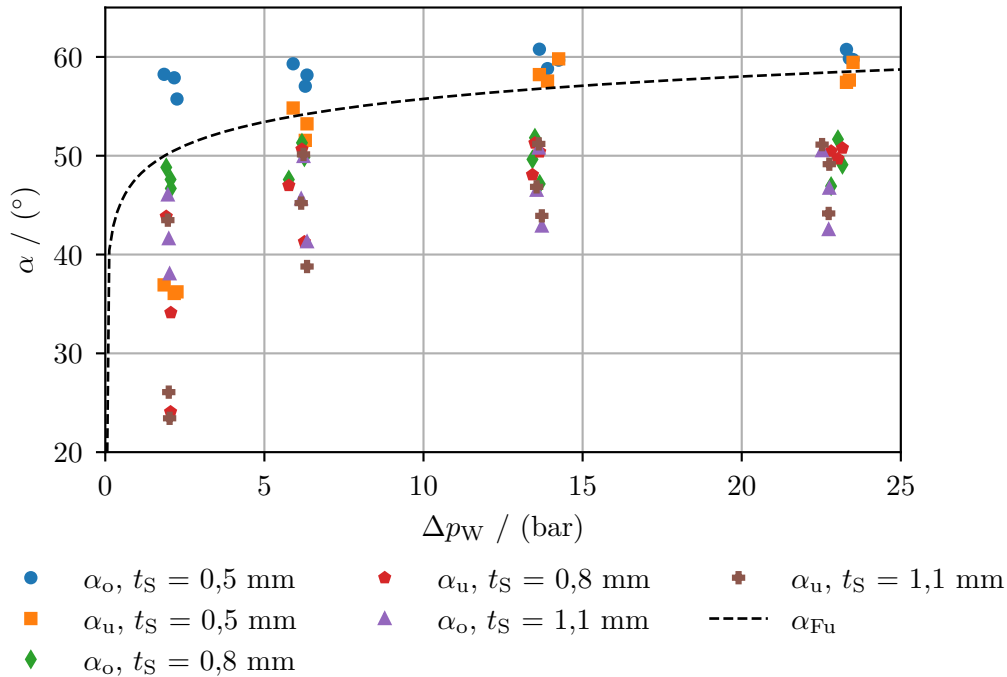 60
50
40
30
20
α / (°)
0
5
10
15
20
25
Δp_W / (bar)
α_o, t_S = 0,5 mm
α_u, t_S = 0,5 mm
α_o, t_S = 0,8 mm
α_u, t_S = 0,8 mm
α_o, t_S = 1,1 mm
α_u, t_S = 1,1 mm
α_Fu